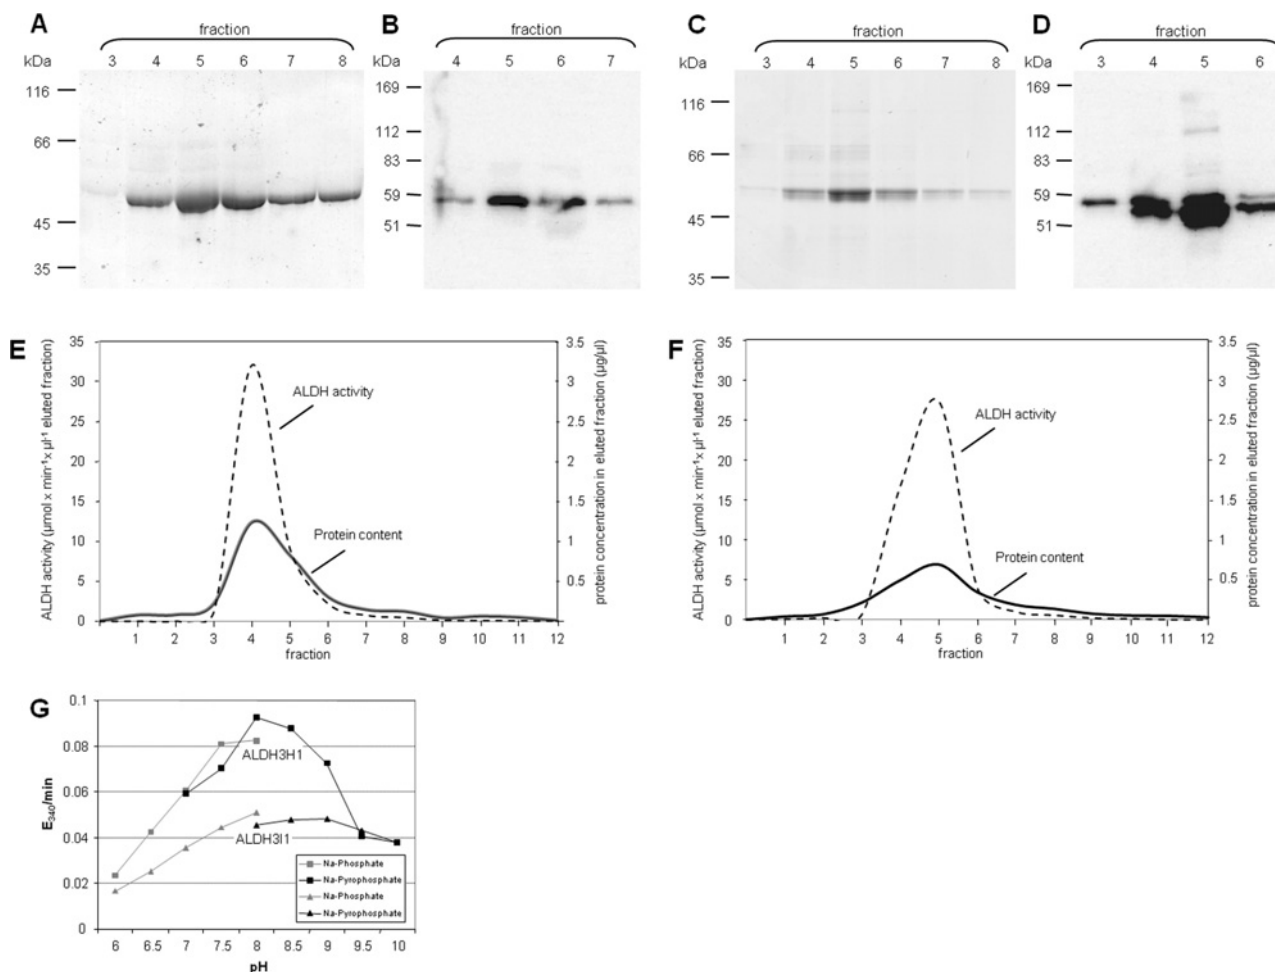 A
fraction
kDa
3 4 5 6 7 8
116
66
45
35
B
fraction
kDa
4 5 6 7
169
112
83
59
51
C
fraction
kDa
3 4 5 6 7 8
116
66
45
35
D
fraction
kDa
3 4 5 6
169
112
83
59
51
E
ALDH activity (µmol x min⁻¹x µl⁻¹ eluted fraction)
35
30
25
20
15
10
5
0
ALDH activity
Protein content
3.5
3
2.5
2
1.5
1
0.5
protein concentration in eluted fraction (µg/µl)
1 2 3 4 5 6 7 8 9 10 11 12
fraction
F
ALDH activity (µmol x min⁻¹x µl⁻¹ eluted fraction)
35
30
25
20
15
10
5
0
ALDH activity
Protein content
3.5
3
2.5
2
1.5
1
0.5
protein concentration in eluted fraction (µg/µl)
1 2 3 4 5 6 7 8 9 10 11 12
fraction
G
E₃₄₀/min
0.1
0.08
0.06
0.04
0.02
0
ALDH3H1
ALDH3I1
Na-Phosphate
Na-Pyrophosphate
Na-Phosphate
Na-Pyrophosphate
6 6.5 7 7.5 8 8.5 9 9.5 10
pH